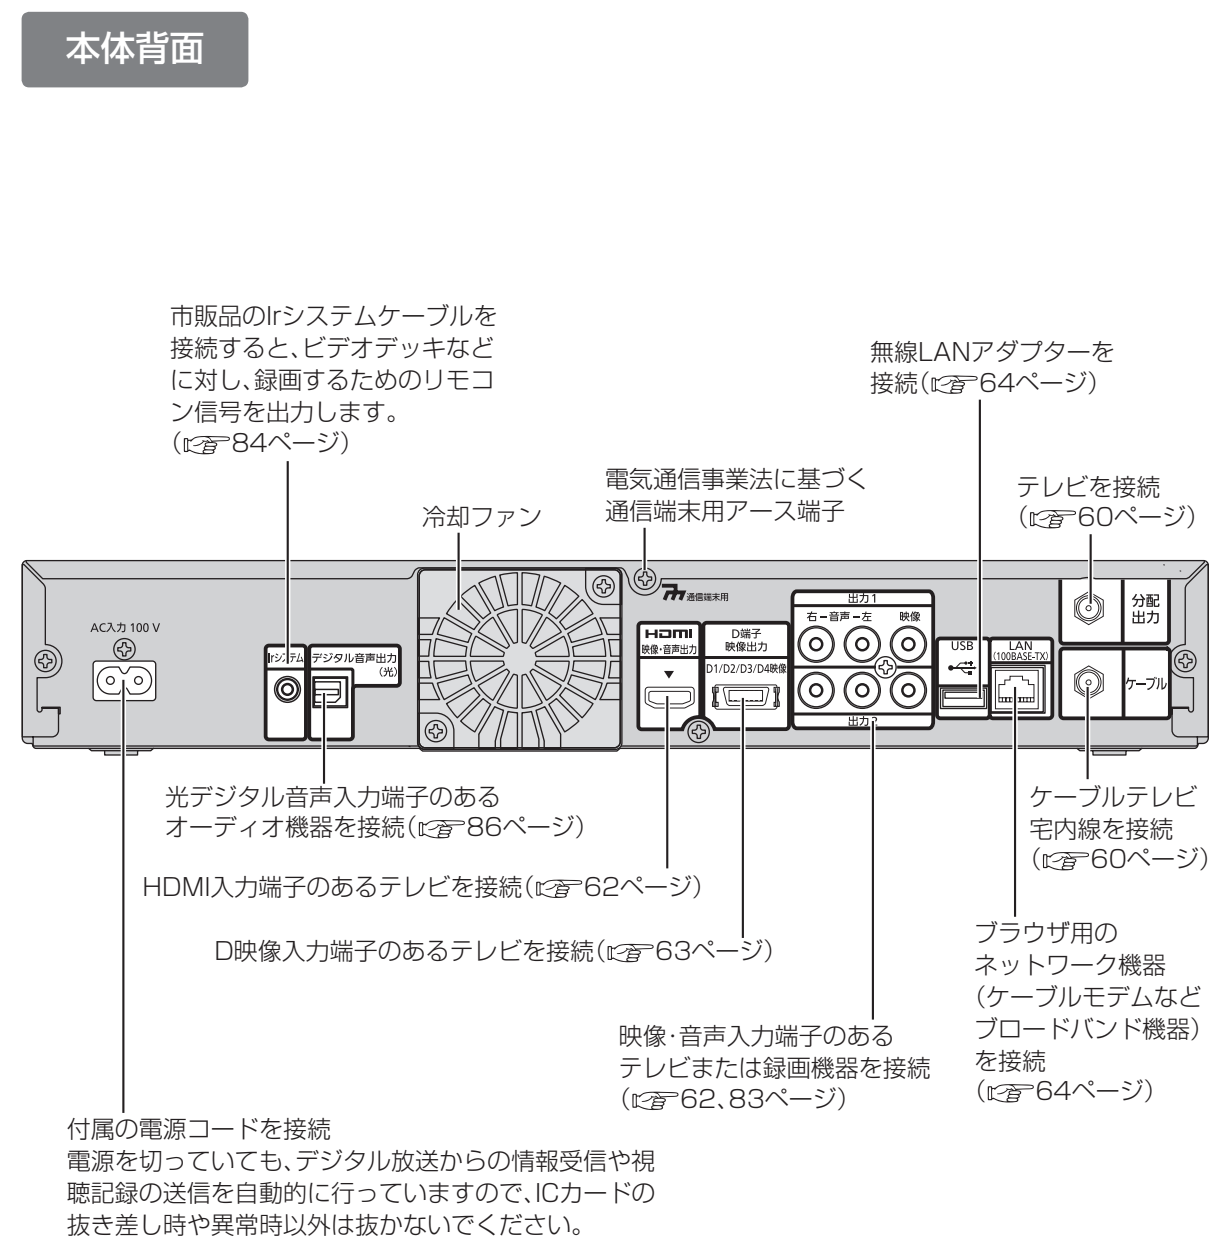 本体背面
市販品のIrシステムケーブルを
接続すると、ビデオデッキなど
に対し、録画するためのリモコ
ン信号を出力します。
(☞84ページ)
無線LANアダプターを
接続(☞64ページ)
電気通信事業法に基づく
通信端末用アース端子
テレビを接続
(☞60ページ)
冷却ファン
通信端末用
AC入力 100 V
Irシステム
デジタル音声出力
(光)
HDMI
映像・音声出力
D端子
映像出力
D1/D2/D3/D4映像
出力1
右-音声-左 映像
出力2
USB
LAN
(100BASE-TX)
分配
出力
ケーブル
光デジタル音声入力端子のある
オーディオ機器を接続(☞86ページ)
HDMI入力端子のあるテレビを接続(☞62ページ)
D映像入力端子のあるテレビを接続(☞63ページ)
映像・音声入力端子のある
テレビまたは録画機器を接続
(☞62、83ページ)
ケーブルテレビ
宅内線を接続
(☞60ページ)
ブラウザ用の
ネットワーク機器
(ケーブルモデムなど
ブロードバンド機器)
を接続
(☞64ページ)
付属の電源コードを接続
電源を切っていても、デジタル放送からの情報受信や視
聴記録の送信を自動的に行っていますので、ICカードの
抜き差し時や異常時以外は抜かないでください。